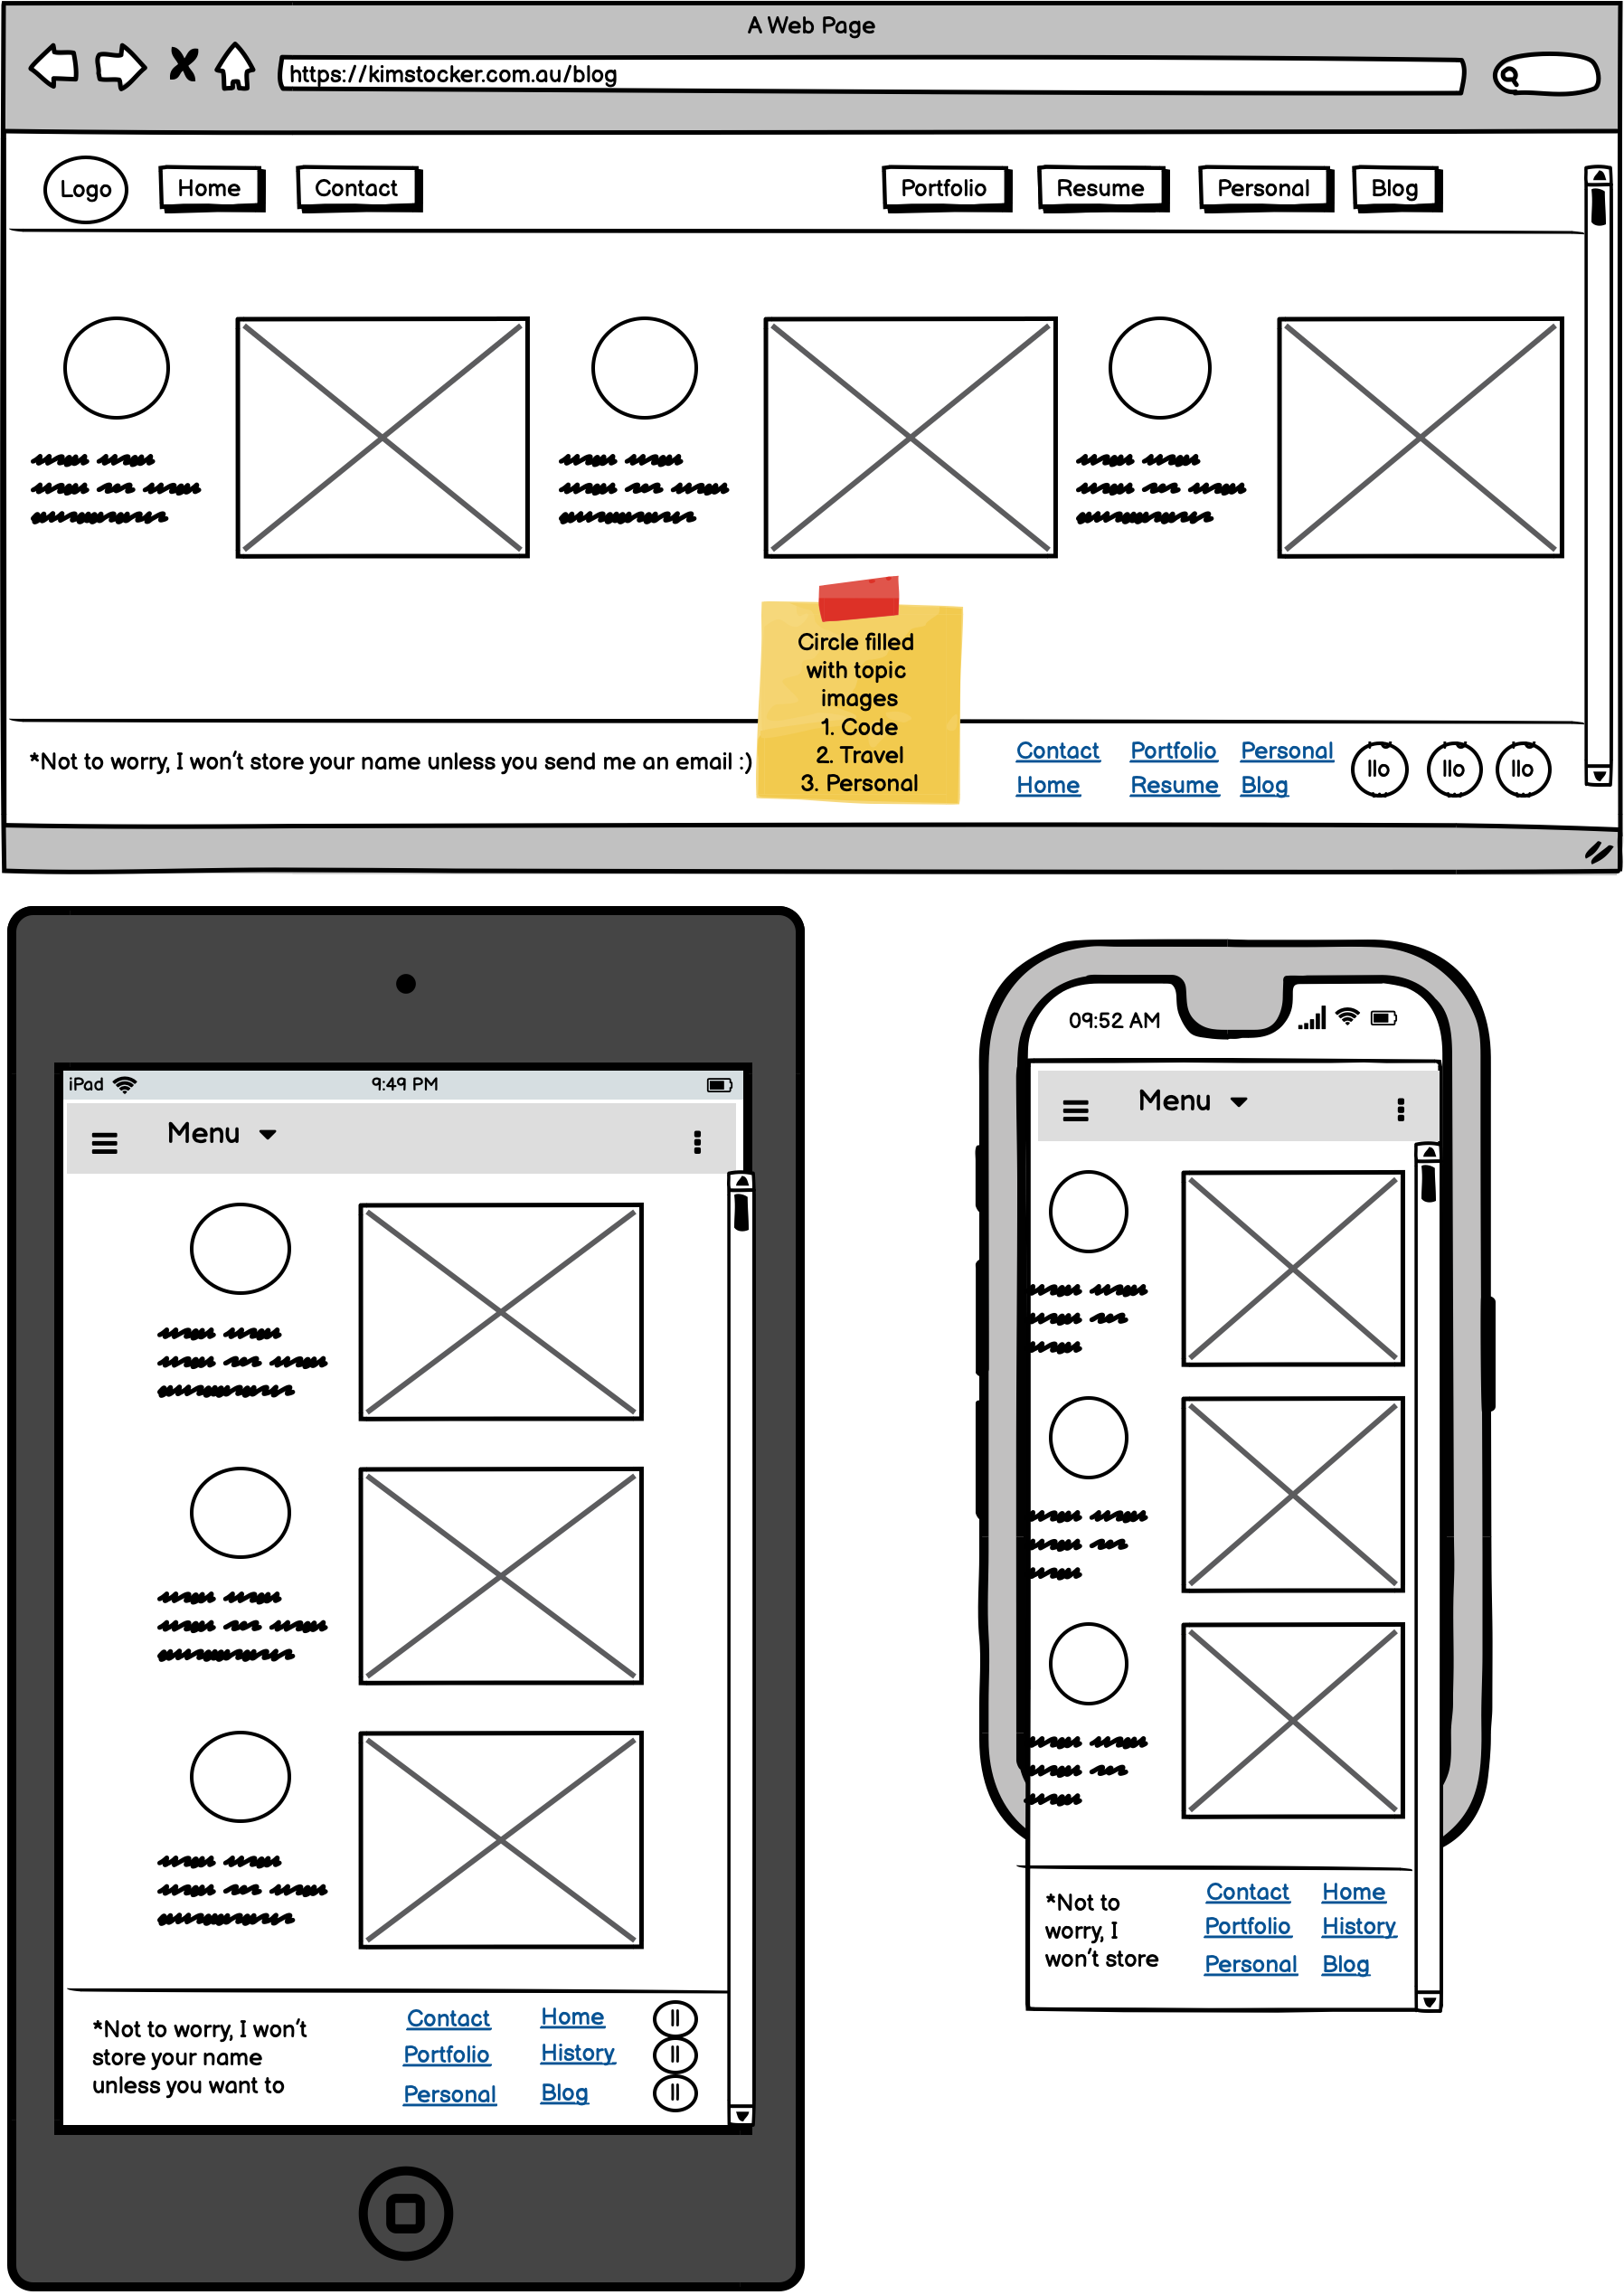 A Web Page
https://kimstocker.com.au/blog
Logo Home Contact Portfolio Resume Personal Blog
Circle filled
with topic
images
1. Code
2. Travel
3. Personal
*Not to worry, I won't store your name unless you send me an email :)
Contact Portfolio Personal
Home Resume Blog
llo llo llo
iPad 9:49 PM
Menu
*Not to worry, I won't
store your name
unless you want to
Contact Home
Portfolio History
Personal Blog
ll
ll
ll
09:52 AM
Menu
*Not to
worry, I
won't store
Contact Home
Portfolio History
Personal Blog